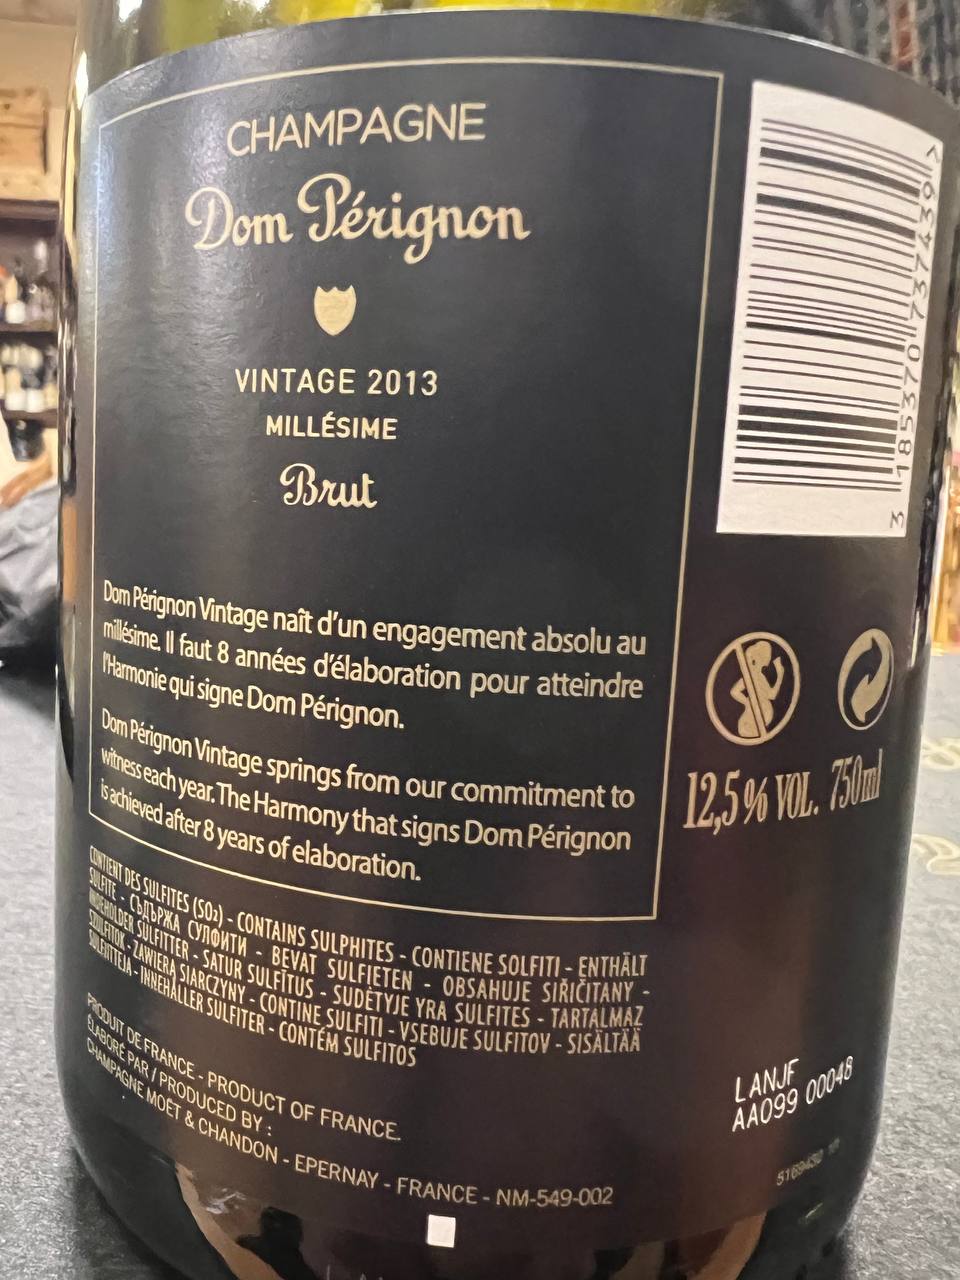 CHAMPAGNE
Dom Pérignon
VINTAGE 2013
MILLÉSIME
Brut
Dom Pérignon Vintage naît d'un engagement absolu au
millésime. Il faut 8 années d'élaboration pour atteindre
l'Harmonie qui signe Dom Pérignon.
Dom Pérignon Vintage springs from our commitment to
witness each year. The Harmony that signs Dom Pérignon
is achieved after 8 years of elaboration.
CONTIENT DES SULFITES (SO₂) - CONTAINS SULPHITES - CONTIENE SOLFITI - ENTHÄLT
SULFITE - СЪДЪРЖА СУЛФИТИ - BEVAT SULFIETEN - OBSAHUJE SIŘIČITANY -
INDEHOLDER SULFITTER - SATUR SULFĪTUS - SUDĖTYJE YRA SULFITES - TARTALMAZ
SZULFITOK - ZAWIERA SIARCZYNY - CONTINE SULFITI - VSEBUJE SULFITOV - SISÄLTÄÄ
SULFIITTEJA - INNEHÅLLER SULFITER - CONTÉM SULFITOS
PRODUIT DE FRANCE - PRODUCT OF FRANCE.
ÉLABORÉ PAR / PRODUCED BY :
CHAMPAGNE MOËT & CHANDON - EPERNAY - FRANCE - NM-549-002
3 185370 737439 >
12,5 % VOL. 750 ml
LANJF
AA099 00048